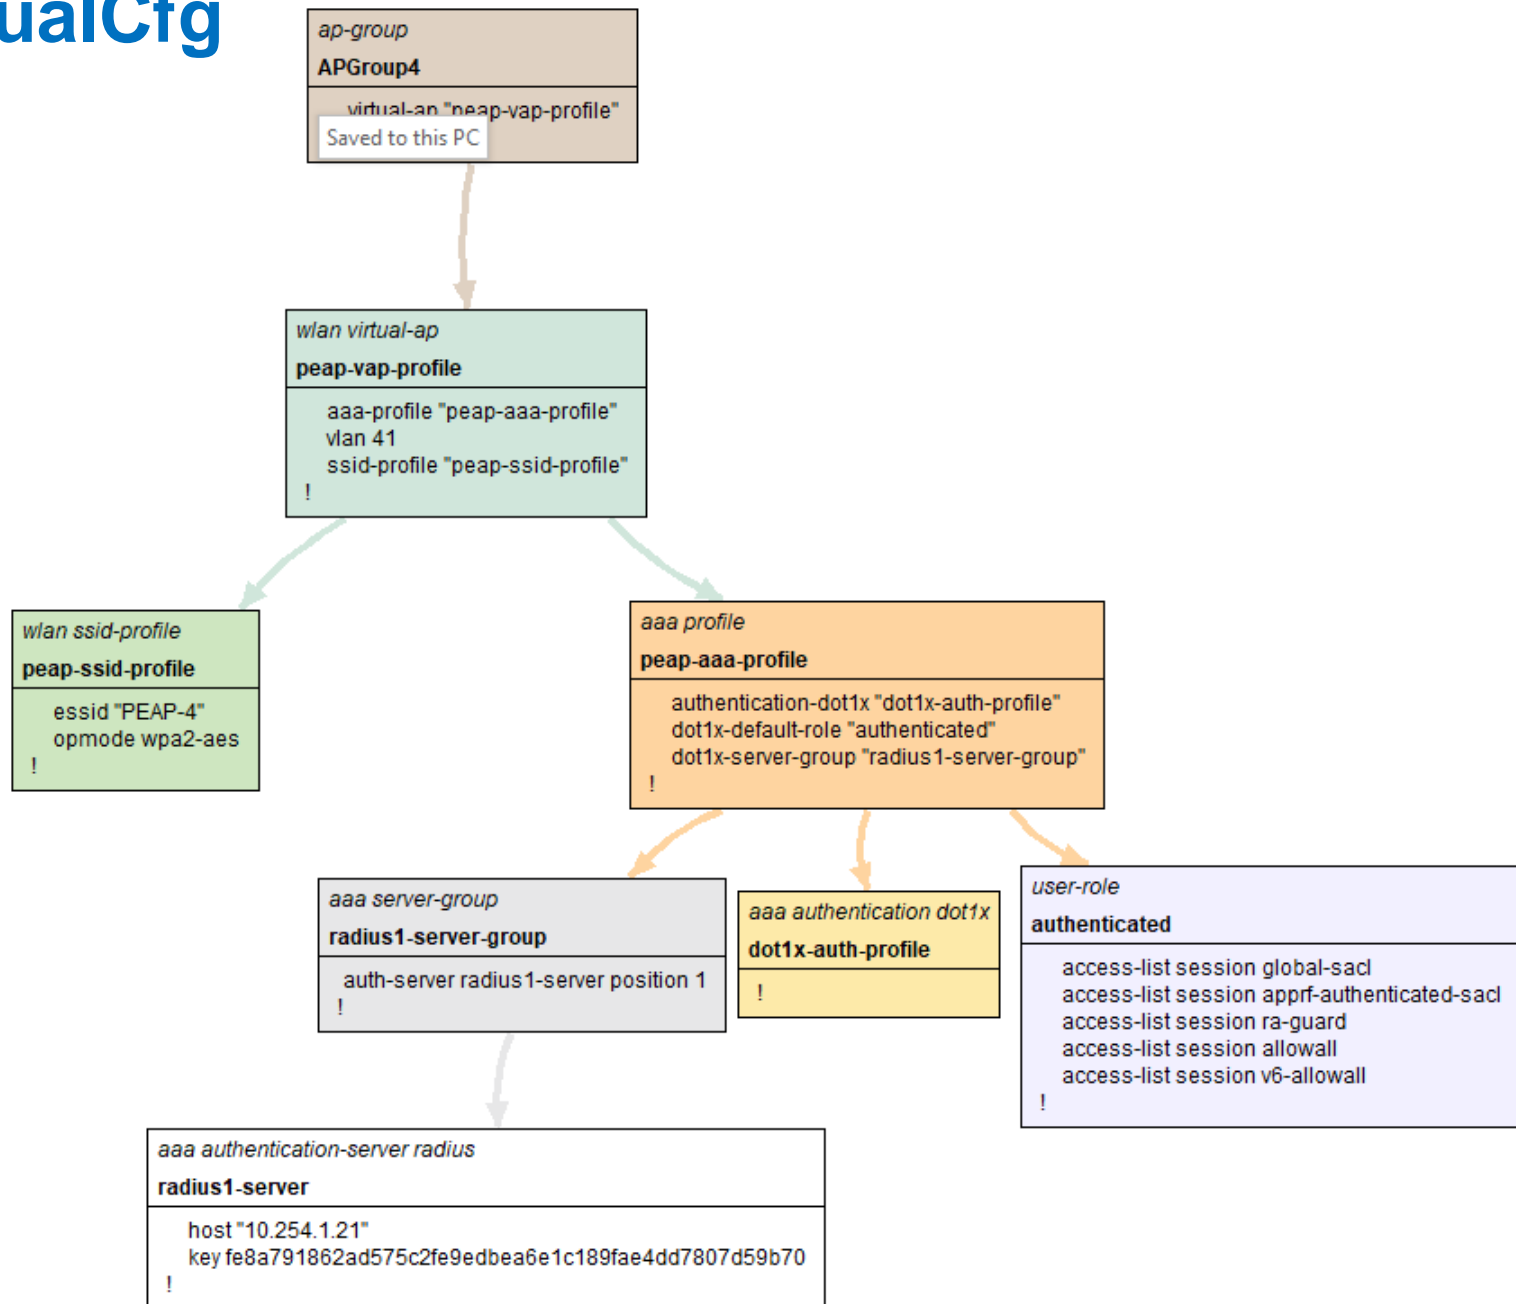 ualCfg
ap-group
APGroup4
virtual-ap "peap-vap-profile"
Saved to this PC
wlan virtual-ap
peap-vap-profile
aaa-profile "peap-aaa-profile"
vlan 41
ssid-profile "peap-ssid-profile"
!
wlan ssid-profile
peap-ssid-profile
essid "PEAP-4"
opmode wpa2-aes
!
aaa profile
peap-aaa-profile
authentication-dot1x "dot1x-auth-profile"
dot1x-default-role "authenticated"
dot1x-server-group "radius1-server-group"
!
aaa server-group
radius1-server-group
auth-server radius1-server position 1
!
aaa authentication dot1x
dot1x-auth-profile
!
user-role
authenticated
access-list session global-sacl
access-list session apprf-authenticated-sacl
access-list session ra-guard
access-list session allowall
access-list session v6-allowall
!
aaa authentication-server radius
radius1-server
host "10.254.1.21"
key fe8a791862ad575c2fe9edbea6e1c189fae4dd7807d59b70
!